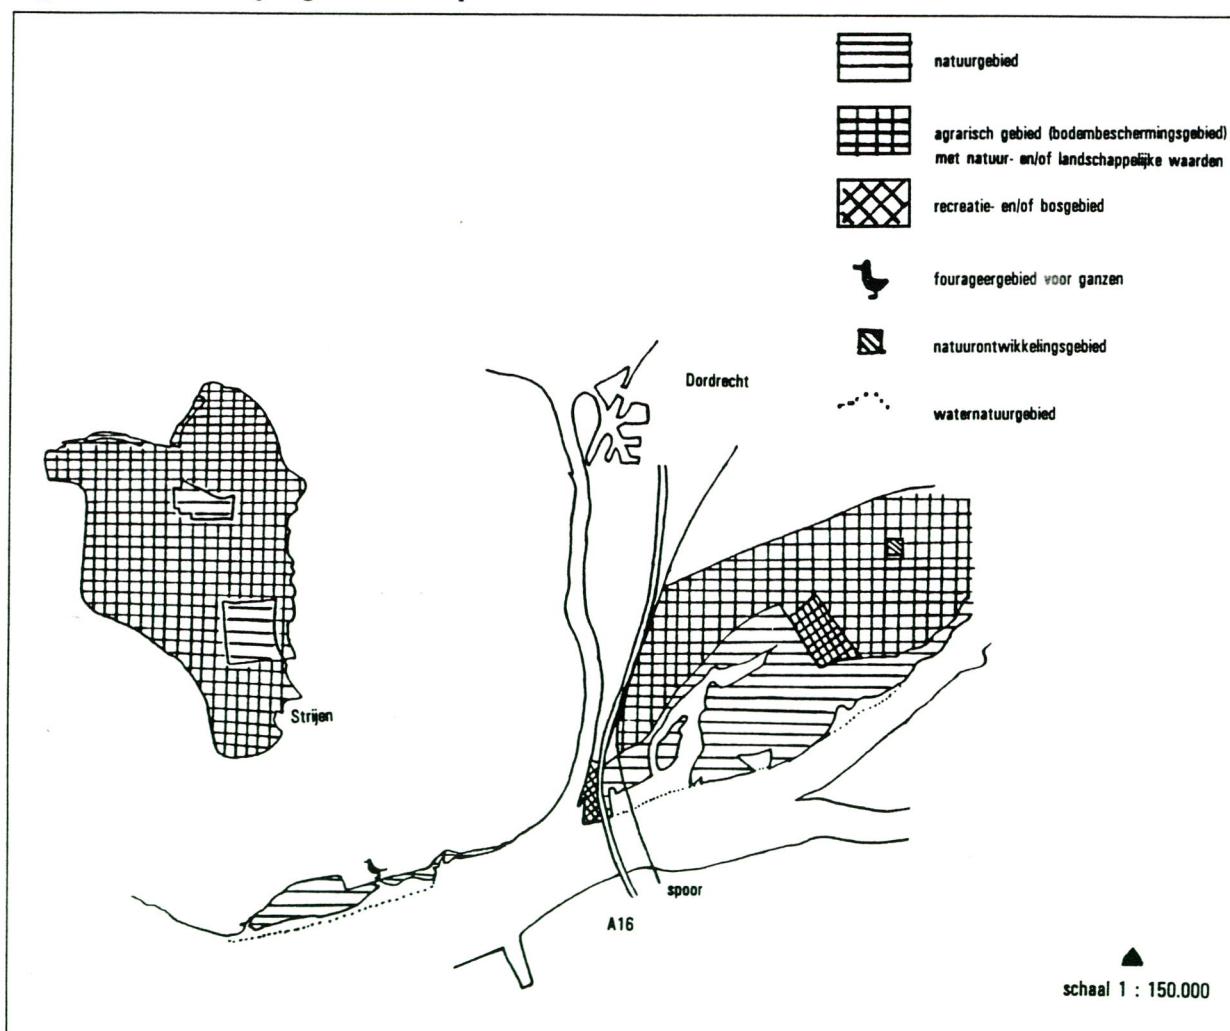 natuurgebied
agrarisch gebied (bodembeschermingsgebied)
met natuur- en/of landschappelijke waarden
recreatie- en/of bosgebied
fourageergebied voor ganzen
natuurontwikkelingsgebied
waternatuurgebied
Dordrecht
Strijen
spoor
A16
schaal 1 : 150.000